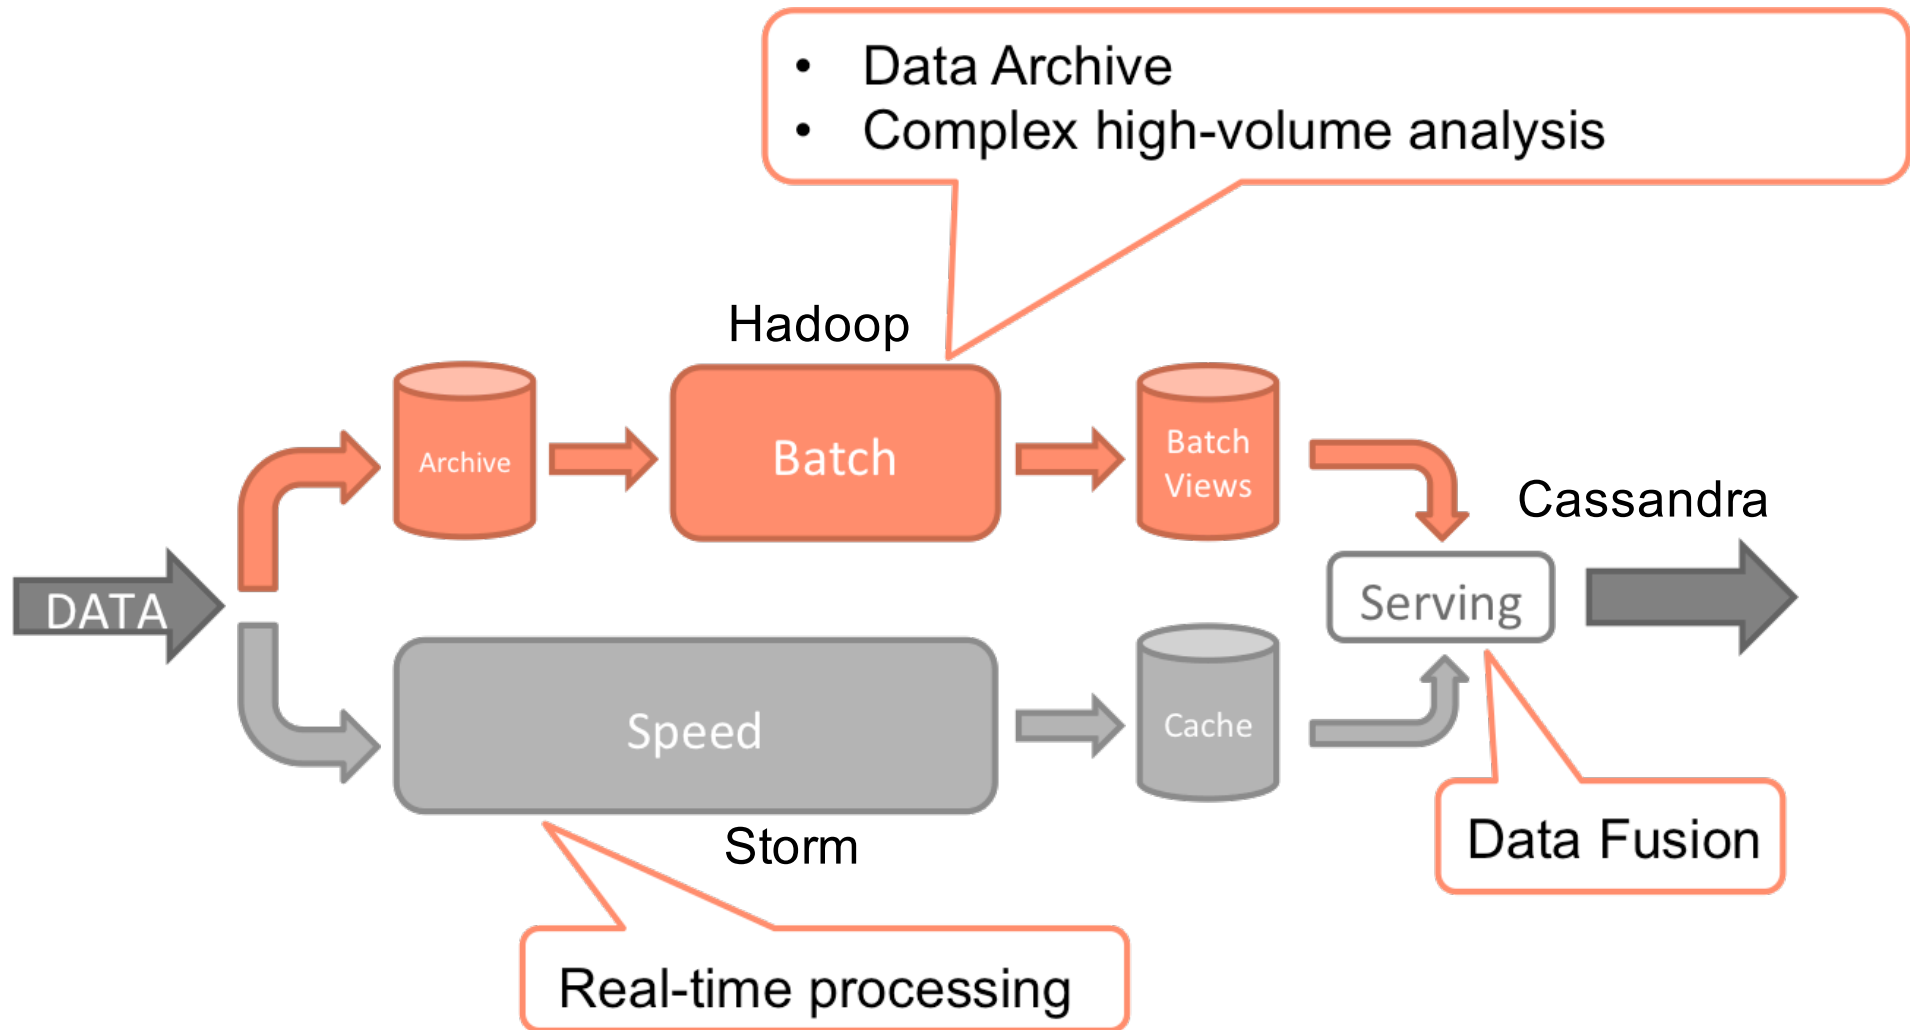 • Data Archive
• Complex high-volume analysis
Hadoop
Archive
Batch
Batch
Views
Cassandra
DATA
Serving
Speed
Cache
Storm
Data Fusion
Real-time processing